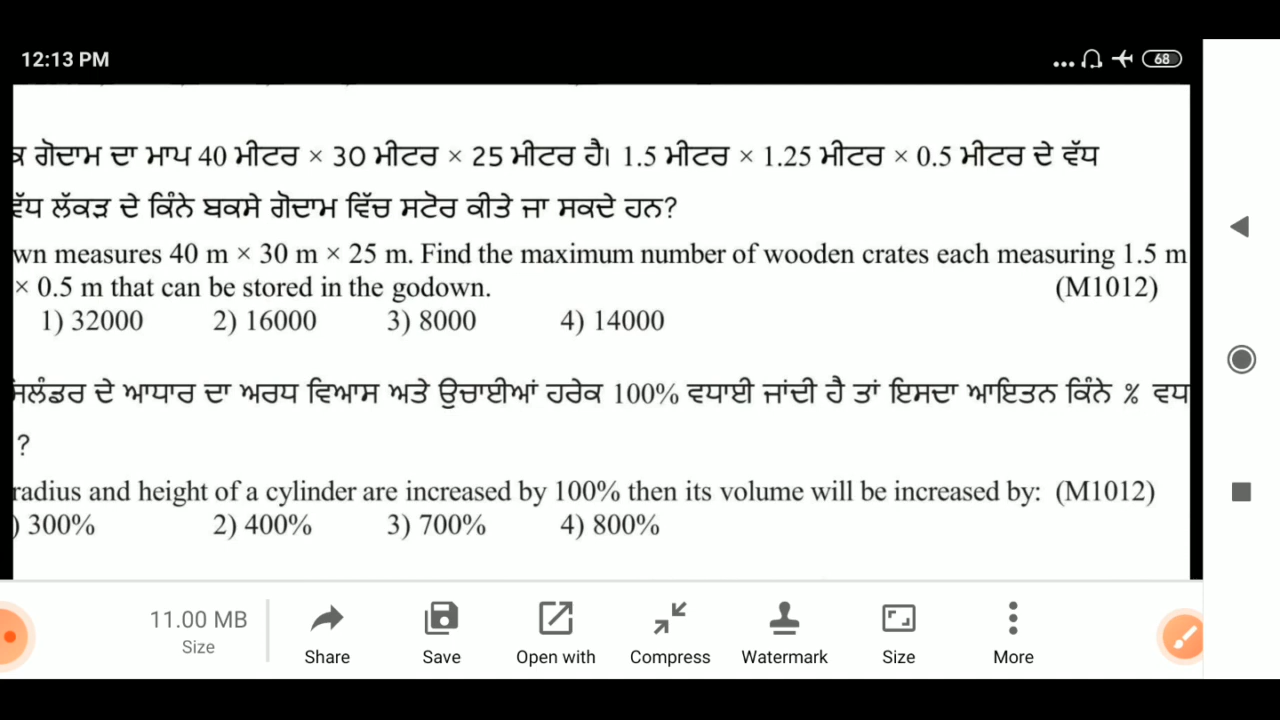 12:13 PM
68
ਗੋਦਾਮ ਦਾ ਮਾਪ 40 ਮੀਟਰ × 30 ਮੀਟਰ × 25 ਮੀਟਰ ਹੈ। 1.5 ਮੀਟਰ × 1.25 ਮੀਟਰ × 0.5 ਮੀਟਰ ਦੇ ਵੱਧ
ਵੱਧ ਲੱਕੜ ਦੇ ਕਿੰਨੇ ਬਕਸੇ ਗੋਦਾਮ ਵਿੱਚ ਸਟੋਰ ਕੀਤੇ ਜਾ ਸਕਦੇ ਹਨ?
wn measures 40 m × 30 m × 25 m. Find the maximum number of wooden crates each measuring 1.5 m
× 0.5 m that can be stored in the godown. (M1012)
1) 32000 2) 16000 3) 8000 4) 14000
ਸਿਲੰਡਰ ਦੇ ਆਧਾਰ ਦਾ ਅਰਧ ਵਿਆਸ ਅਤੇ ਉਚਾਈਆਂ ਹਰੇਕ 100% ਵਧਾਈ ਜਾਂਦੀ ਹੈ ਤਾਂ ਇਸਦਾ ਆਇਤਨ ਕਿੰਨੇ % ਵਧ
?
radius and height of a cylinder are increased by 100% then its volume will be increased by: (M1012)
) 300% 2) 400% 3) 700% 4) 800%
11.00 MB
Size
Share
Save
Open with
Compress
Watermark
Size
More